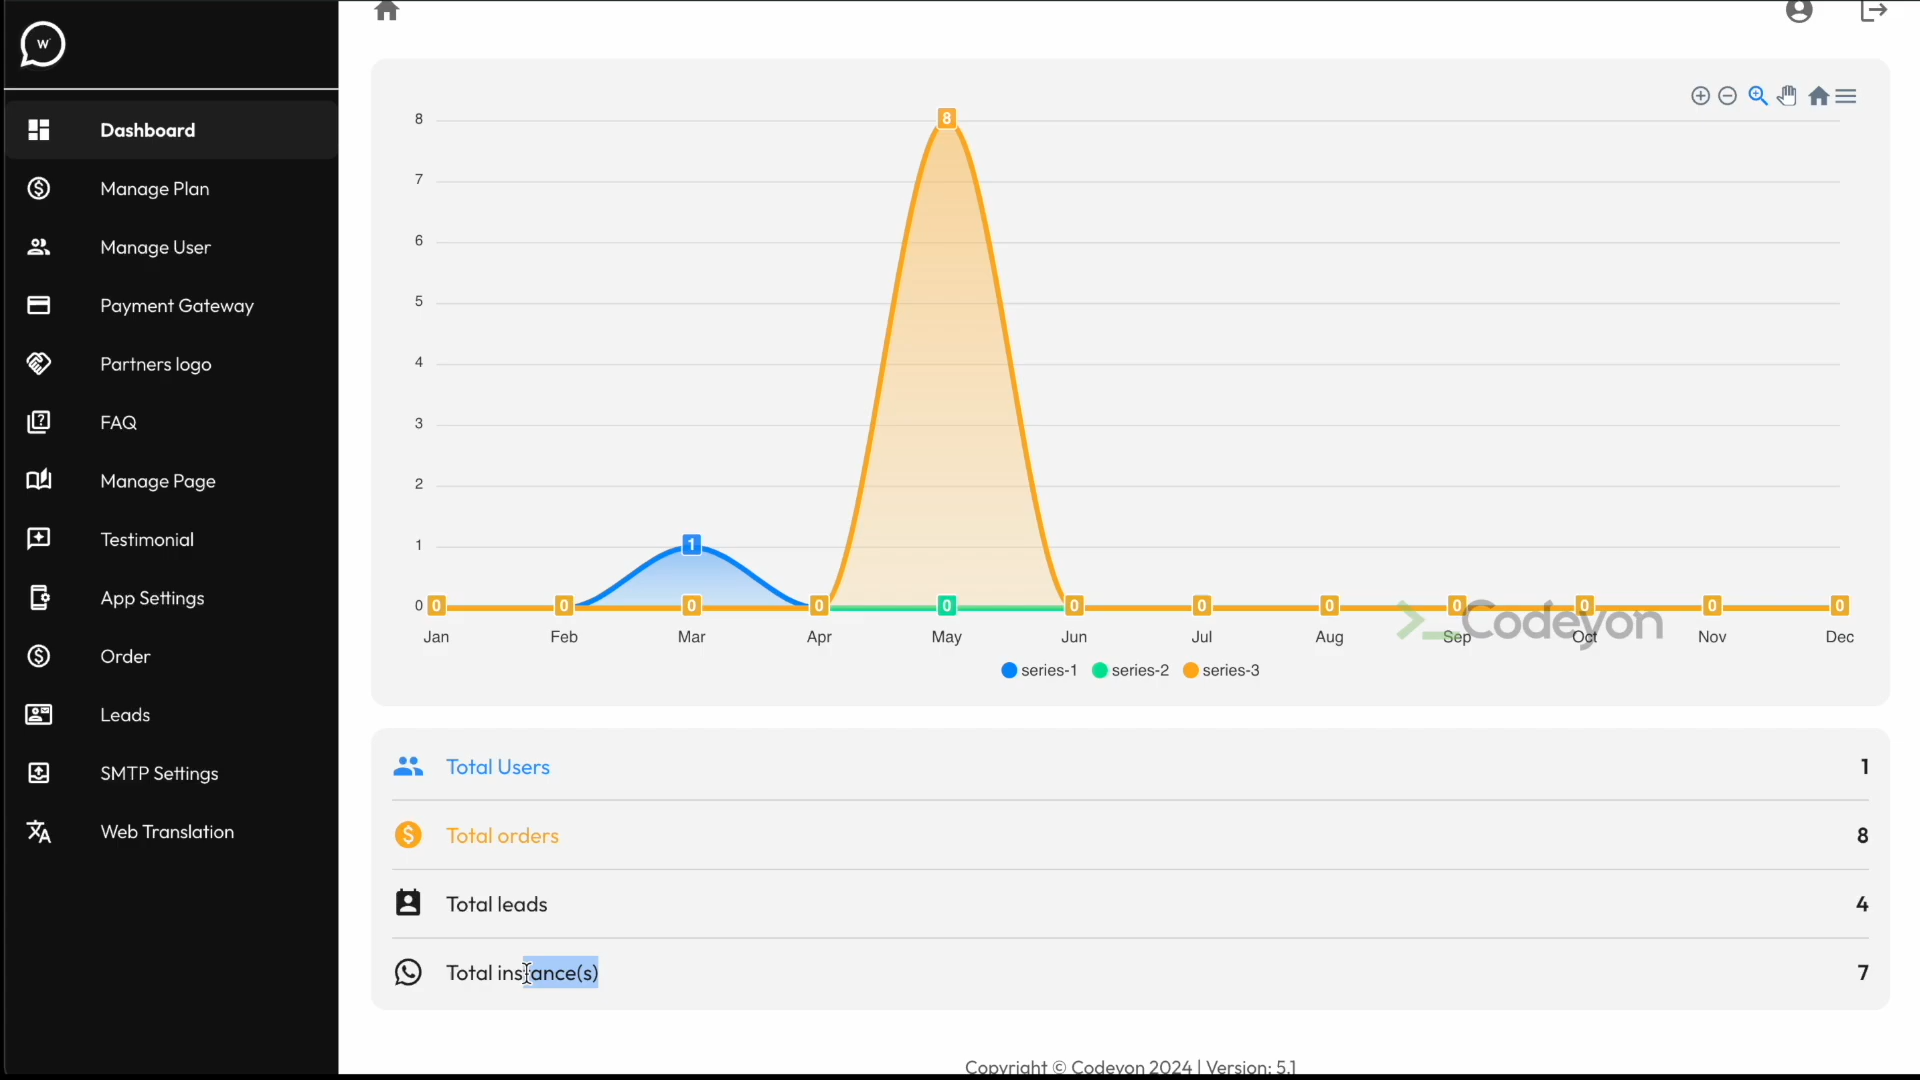 W
Dashboard
Manage Plan
Manage User
Payment Gateway
Partners logo
FAQ
Manage Page
Testimonial
App Settings
Order
Leads
SMTP Settings
Web Translation
8
7
6
5
4
3
2
1
0
8
1
0 0 0 0 0 0 0 0 0 0 0 0
Jan Feb Mar Apr May Jun Jul Aug Sep Oct Nov Dec
>_Codeyon
series-1 series-2 series-3
Total Users 1
Total orders 8
Total leads 4
Total instance(s) 7
Copyright © Codeyon 2024 | Version: 5.1